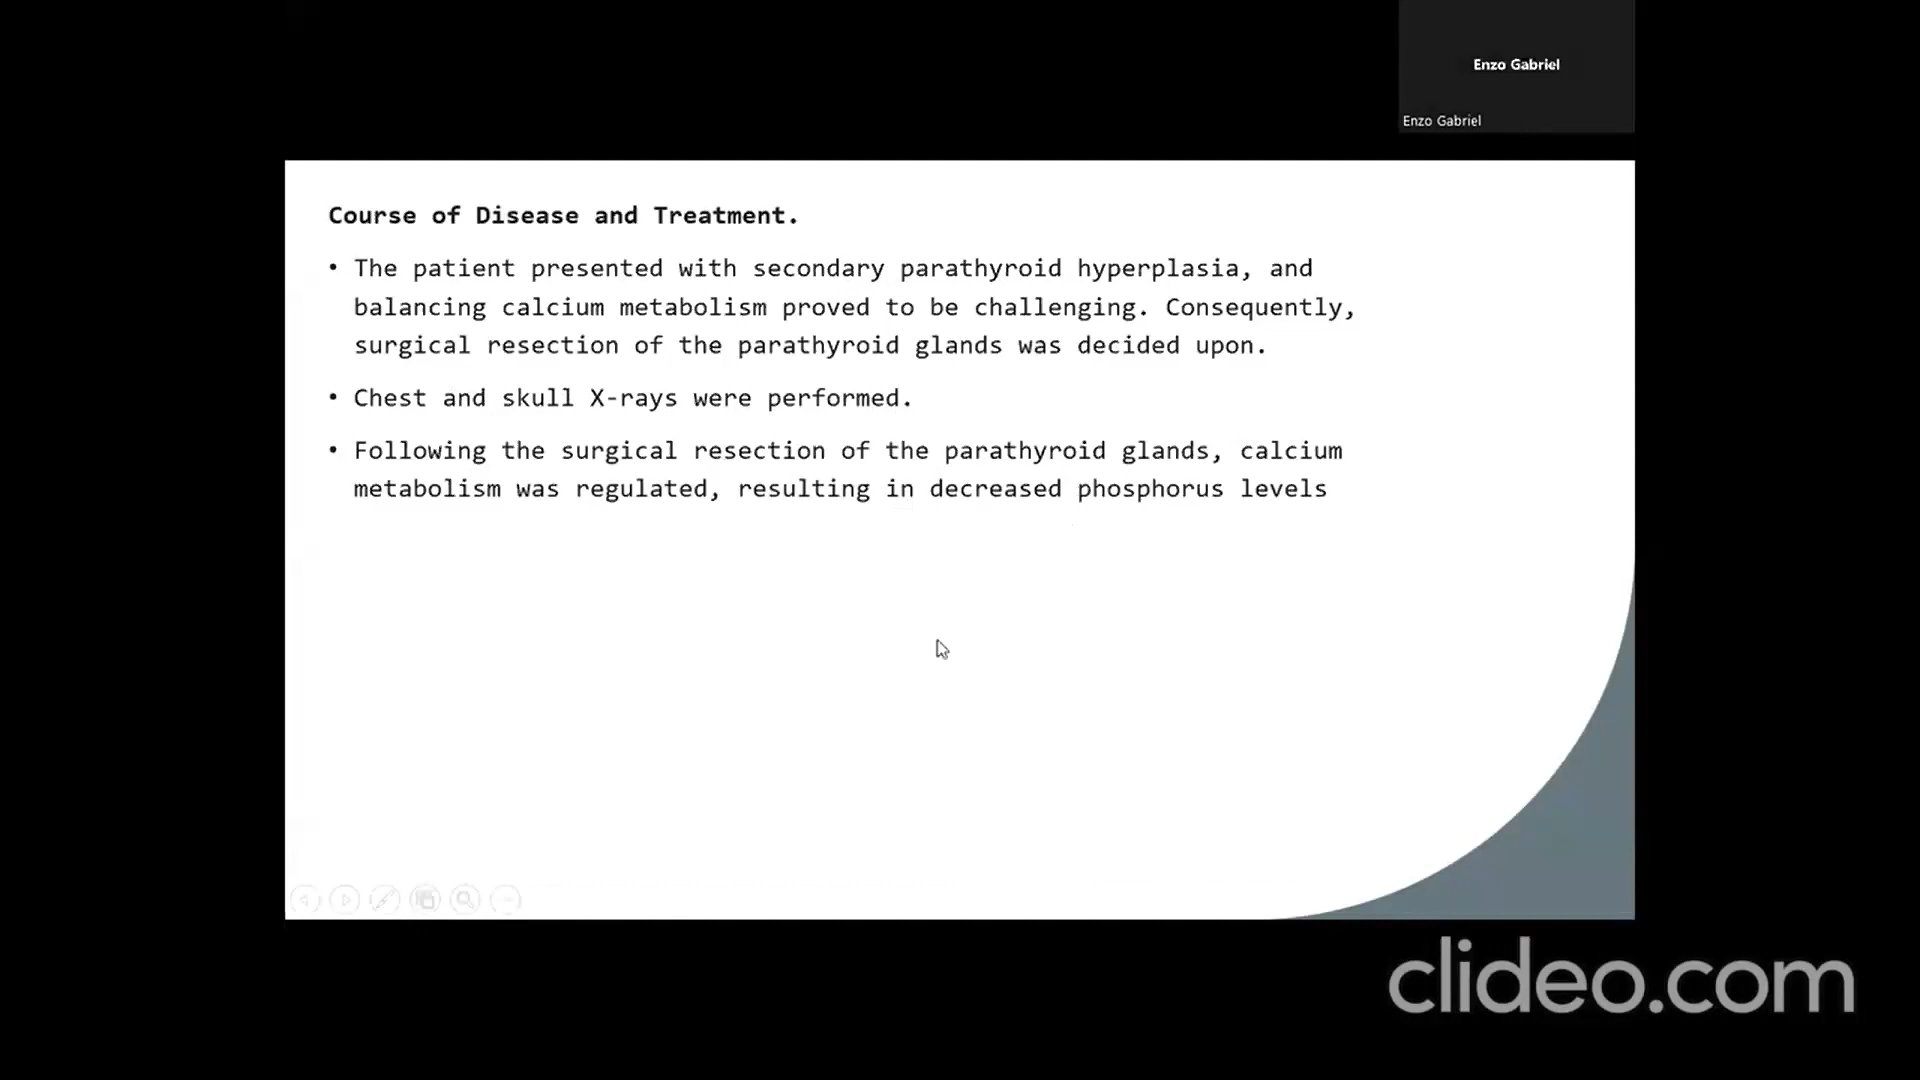 Enzo Gabriel
Enzo Gabriel
Course of Disease and Treatment.
• The patient presented with secondary parathyroid hyperplasia, and
balancing calcium metabolism proved to be challenging. Consequently,
surgical resection of the parathyroid glands was decided upon.
• Chest and skull X-rays were performed.
• Following the surgical resection of the parathyroid glands, calcium
metabolism was regulated, resulting in decreased phosphorus levels
clideo.com